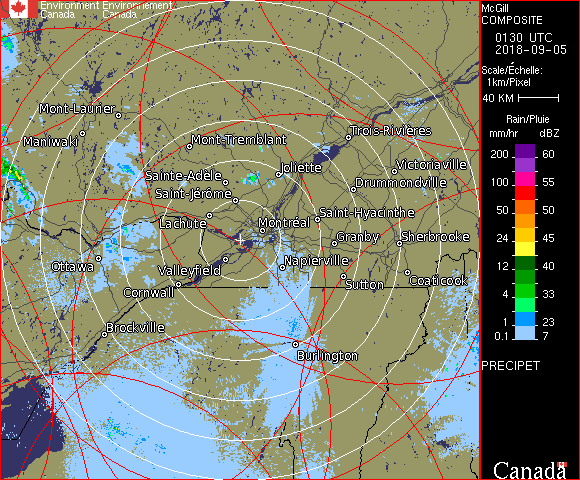 Environment Environnement
Canada Canada
McGill
COMPOSITE
0130 UTC
2018-09-05
Scale/Échelle:
1km/Pixel
40 KM
Rain/Pluie
mm/hr dBZ
200 60
150 57
100 55
50 50
24 45
12 40
4 33
1 23
0.1 7
PRECIPET
Canada
Mont-Laurier
Maniwaki
Mont-Tremblant
Trois-Rivières
Joliette
Victoriaville
Sainte-Adèle
Drummondville
Saint-Jérôme
Lachute
Montréal
Saint-Hyacinthe
Granby
Sherbrooke
Ottawa
Valleyfield
Napierville
Cornwall
Sutton
Coaticook
Brockville
Burlington